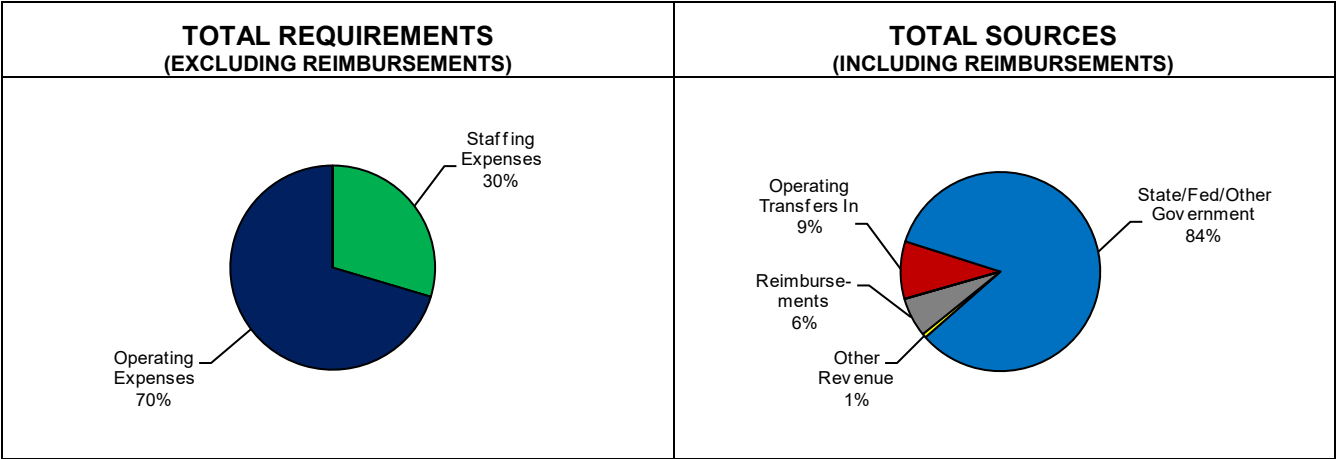 TOTAL REQUIREMENTS
(EXCLUDING REIMBURSEMENTS)
Staffing
Expenses
30%
Operating
Expenses
70%
TOTAL SOURCES
(INCLUDING REIMBURSEMENTS)
Operating
Transfers In
9%
State/Fed/Other
Government
84%
Reimburse-
ments
6%
Other
Revenue
1%